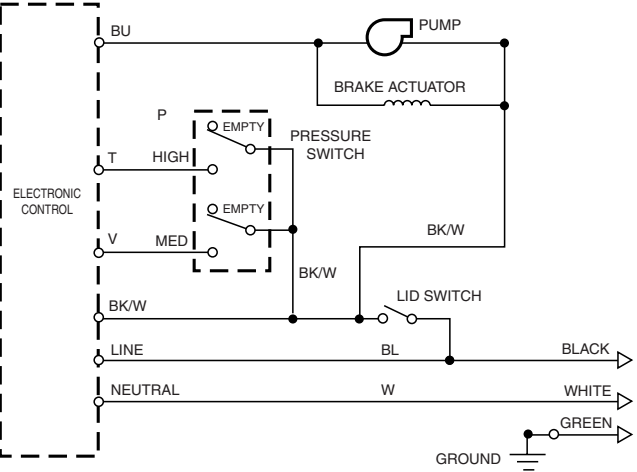 BU
PUMP
BRAKE ACTUATOR
P
EMPTY
PRESSURE
SWITCH
T
HIGH
ELECTRONIC
CONTROL
EMPTY
V
MED
BK/W
BK/W
BK/W
LID SWITCH
LINE
BL
BLACK
NEUTRAL
W
WHITE
GREEN
GROUND